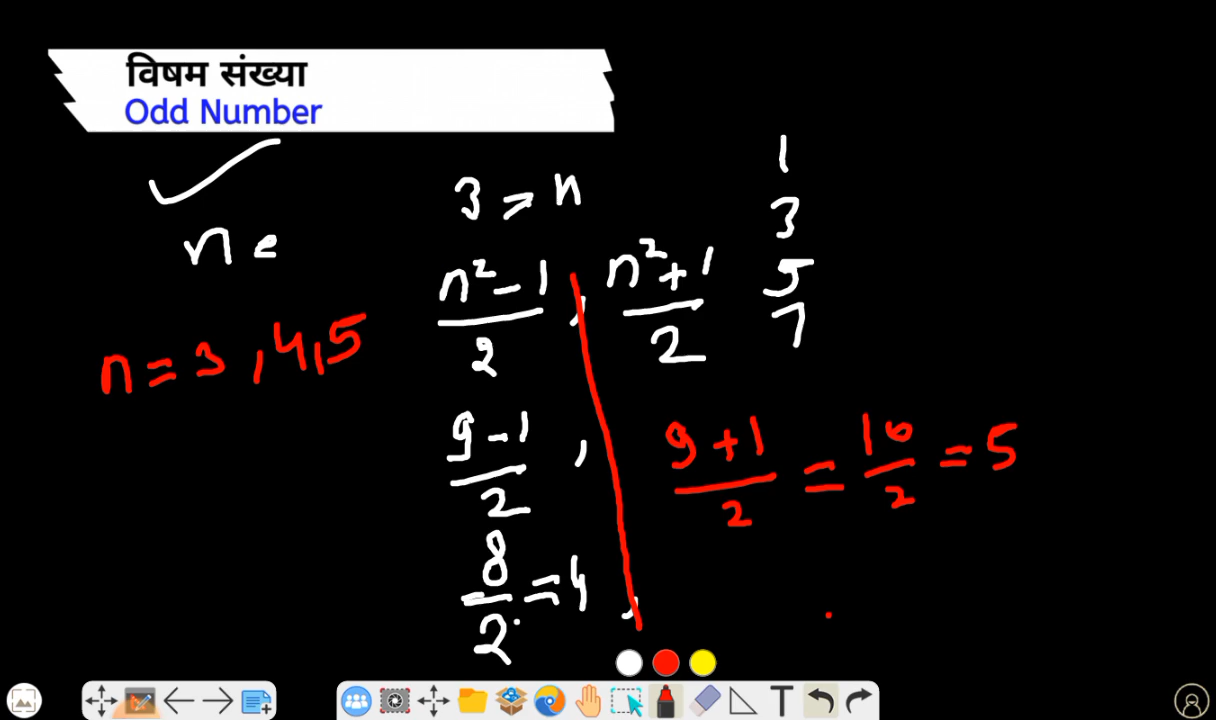 विषम संख्या
Odd Number
n e
n = 3 , 4,5
3 → n
n² - 1 / 2 , n² + 1 / 2
9 - 1 / 2 ,
8 / 2 = 4 ,
1
3
5
7
9 + 1 / 2 = 10 / 2 = 5
T